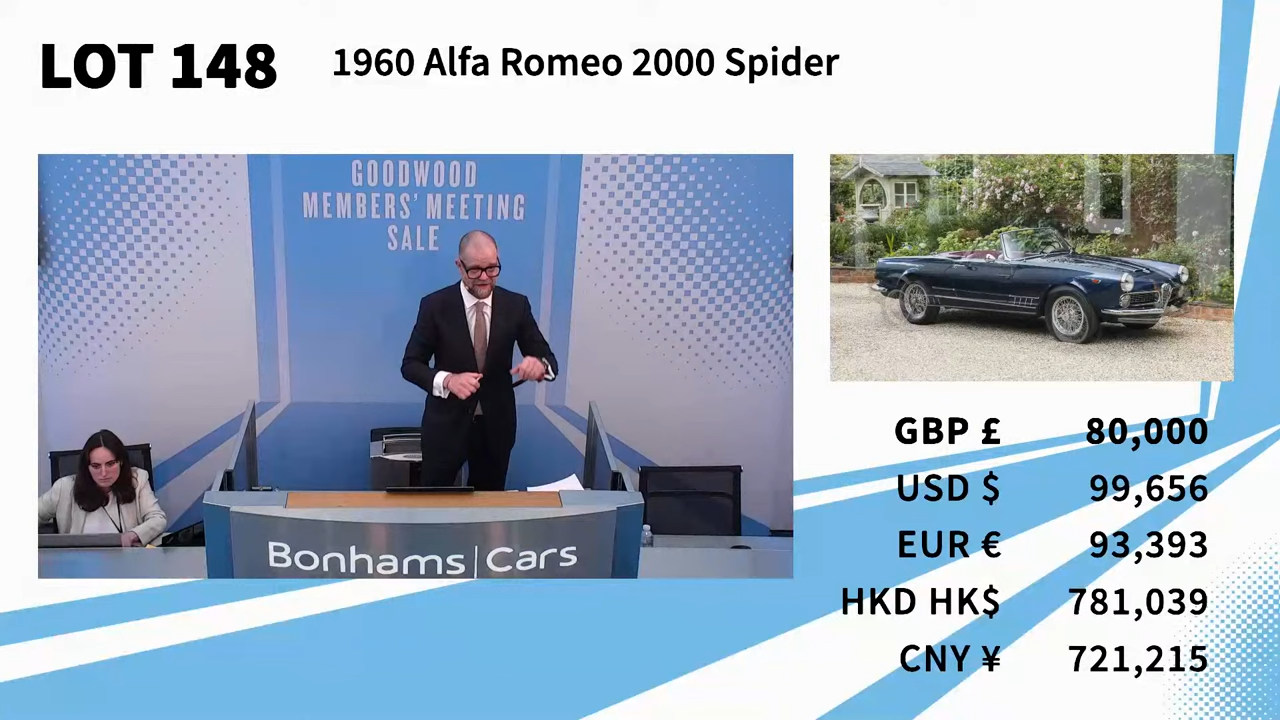 LOT 148 1960 Alfa Romeo 2000 Spider
GOODWOOD
MEMBERS' MEETING
SALE
Bonhams|Cars
GBP £ 80,000
USD $ 99,656
EUR € 93,393
HKD HK$ 781,039
CNY ¥ 721,215